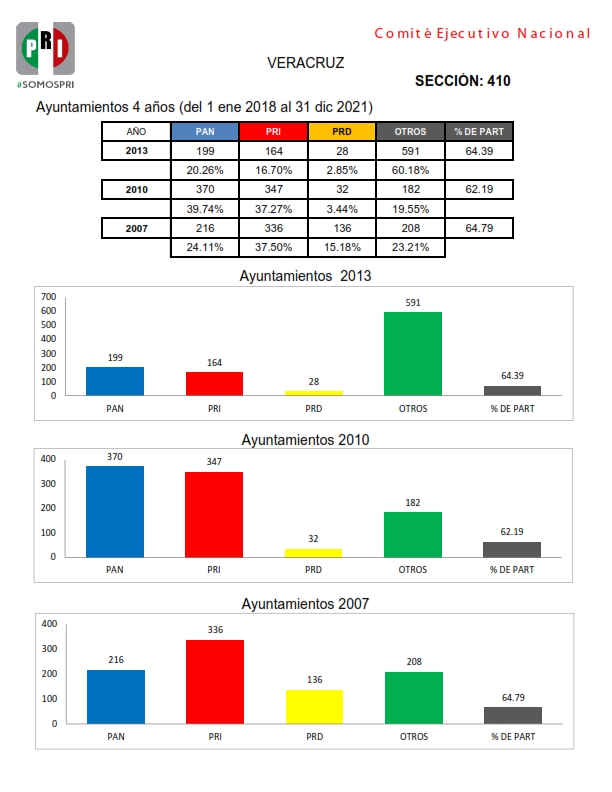 Comité Ejecutivo Nacional
PRI
#SOMOSPRI
VERACRUZ
SECCIÓN: 410
Ayuntamientos 4 años (del 1 ene 2018 al 31 dic 2021)
AÑO PAN PRI PRD OTROS % DE PART
2013 199 164 28 591 64.39
20.26% 16.70% 2.85% 60.18%
2010 370 347 32 182 62.19
39.74% 37.27% 3.44% 19.55%
2007 216 336 136 208 64.79
24.11% 37.50% 15.18% 23.21%
Ayuntamientos 2013
700
600
500
400
300
200
100
0
199 164 28 591 64.39
PAN PRI PRD OTROS % DE PART
Ayuntamientos 2010
400
300
200
100
0
370 347 32 182 62.19
PAN PRI PRD OTROS % DE PART
Ayuntamientos 2007
400
300
200
100
0
216 336 136 208 64.79
PAN PRI PRD OTROS % DE PART